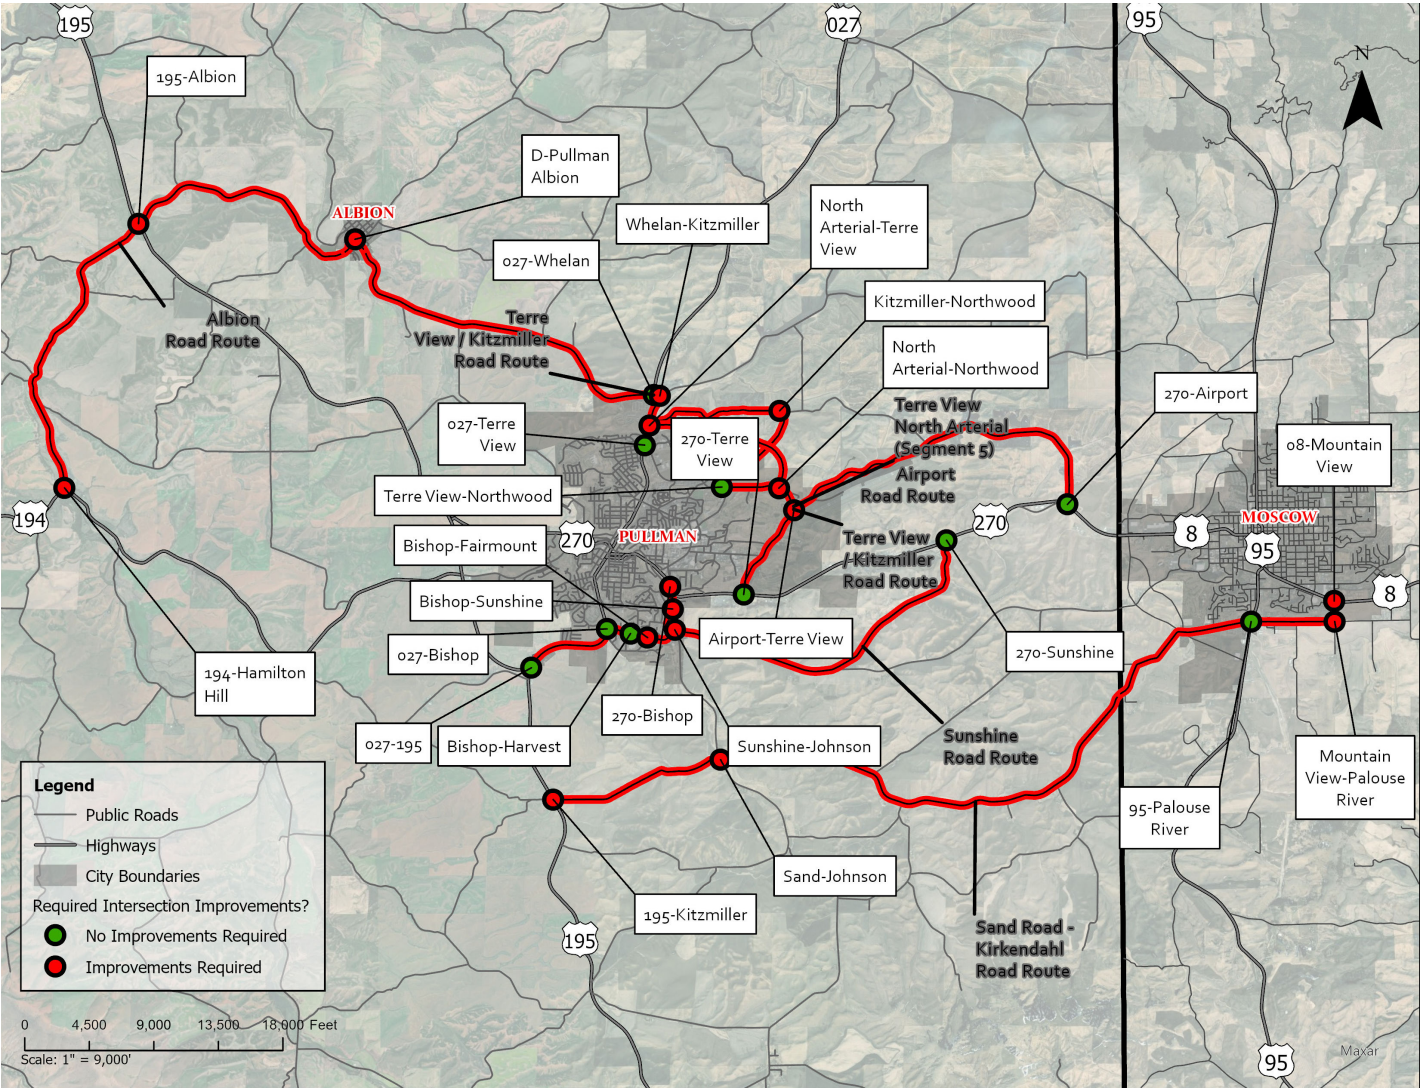 195
027
95
N
195-Albion
D-Pullman
Albion
ALBION
Whelan-Kitzmiller
North
Arterial-Terre
View
027-Whelan
Kitzmiller-Northwood
Albion
Road Route
Terre
View / Kitzmiller
Road Route
North
Arterial-Northwood
270-Airport
Terre View
North Arterial
(Segment 5)
027-Terre
View
270-Terre
View
08-Mountain
View
Airport
Road Route
Terre View-Northwood
194
270
PULLMAN
270
8
MOSCOW
95
Bishop-Fairmount
Terre View
/ Kitzmiller
Road Route
8
Bishop-Sunshine
027-Bishop
Airport-Terre View
270-Sunshine
194-Hamilton
Hill
270-Bishop
027-195
Bishop-Harvest
Sunshine-Johnson
Sunshine
Road Route
Mountain
View-Palouse
River
95-Palouse
River
Sand-Johnson
195-Kitzmiller
195
Sand Road -
Kirkendahl
Road Route
95
Legend
Public Roads
Highways
City Boundaries
Required Intersection Improvements?
No Improvements Required
Improvements Required
0 4,500 9,000 13,500 18,000 Feet
Scale: 1" = 9,000'
Maxar